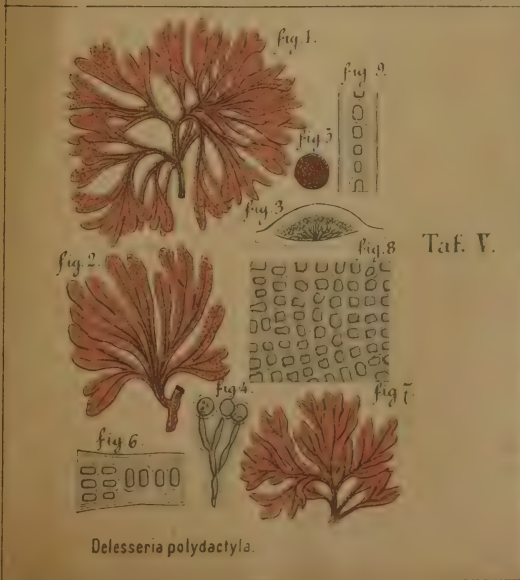 fig. 1.
fig 9.
fig 5
fig. 3
Taf. V.
fig. 2.
fig. 8
fig 4.
fig 7.
fig 6
Delesseria polydactyla.